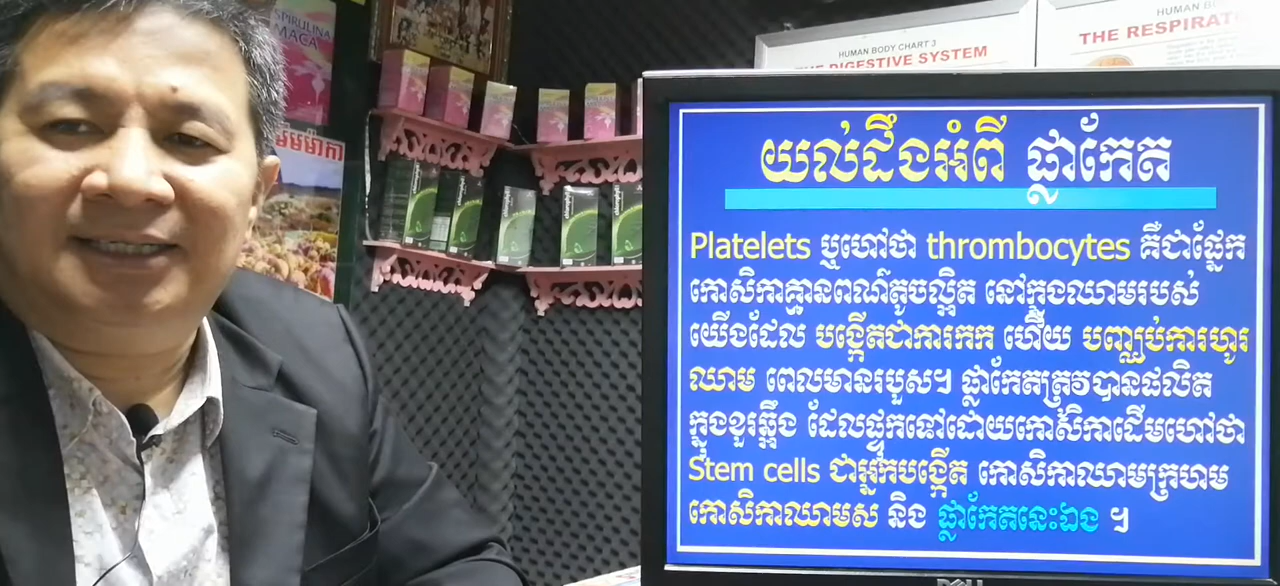 SPIRULINA
MACA
ម៉ាកា
HUMAN BODY CHART 3
THE DIGESTIVE SYSTEM
HUMAN
THE RESPIRAT
យល់ដឹងអំពី ផ្លាកែត
Platelets ឬហៅថា thrombocytes គឺជាផ្នែក
កោសិកាគ្មានពណ៌តូចល្អិត នៅក្នុងឈាមរបស់
យើងដែល បង្កើតជាការកក ហើយ បញ្ឈប់ការហូរ
ឈាម ពេលមានរបួស។ ផ្លាកែតត្រូវបានផលិត
ក្នុងខួរឆ្អឹង ដែលផ្ទុកទៅដោយកោសិកាដើមហៅថា
Stem cells ជាអ្នកបង្កើត កោសិកាឈាមក្រហម
កោសិកាឈាមស និង ផ្លាកែតនេះឯង ។
DELL